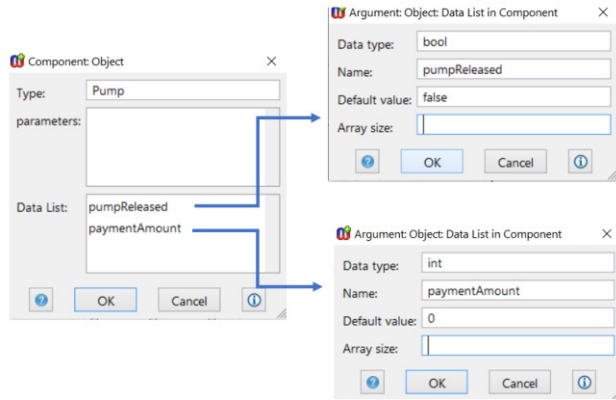 Component: Object
Type: Pump
parameters:
Data List: pumpReleased
paymentAmount
OK Cancel
Argument: Object: Data List in Component
Data type: bool
Name: pumpReleased
Default value: false
Array size:
OK Cancel
Argument: Object: Data List in Component
Data type: int
Name: paymentAmount
Default value: 0
Array size:
OK Cancel